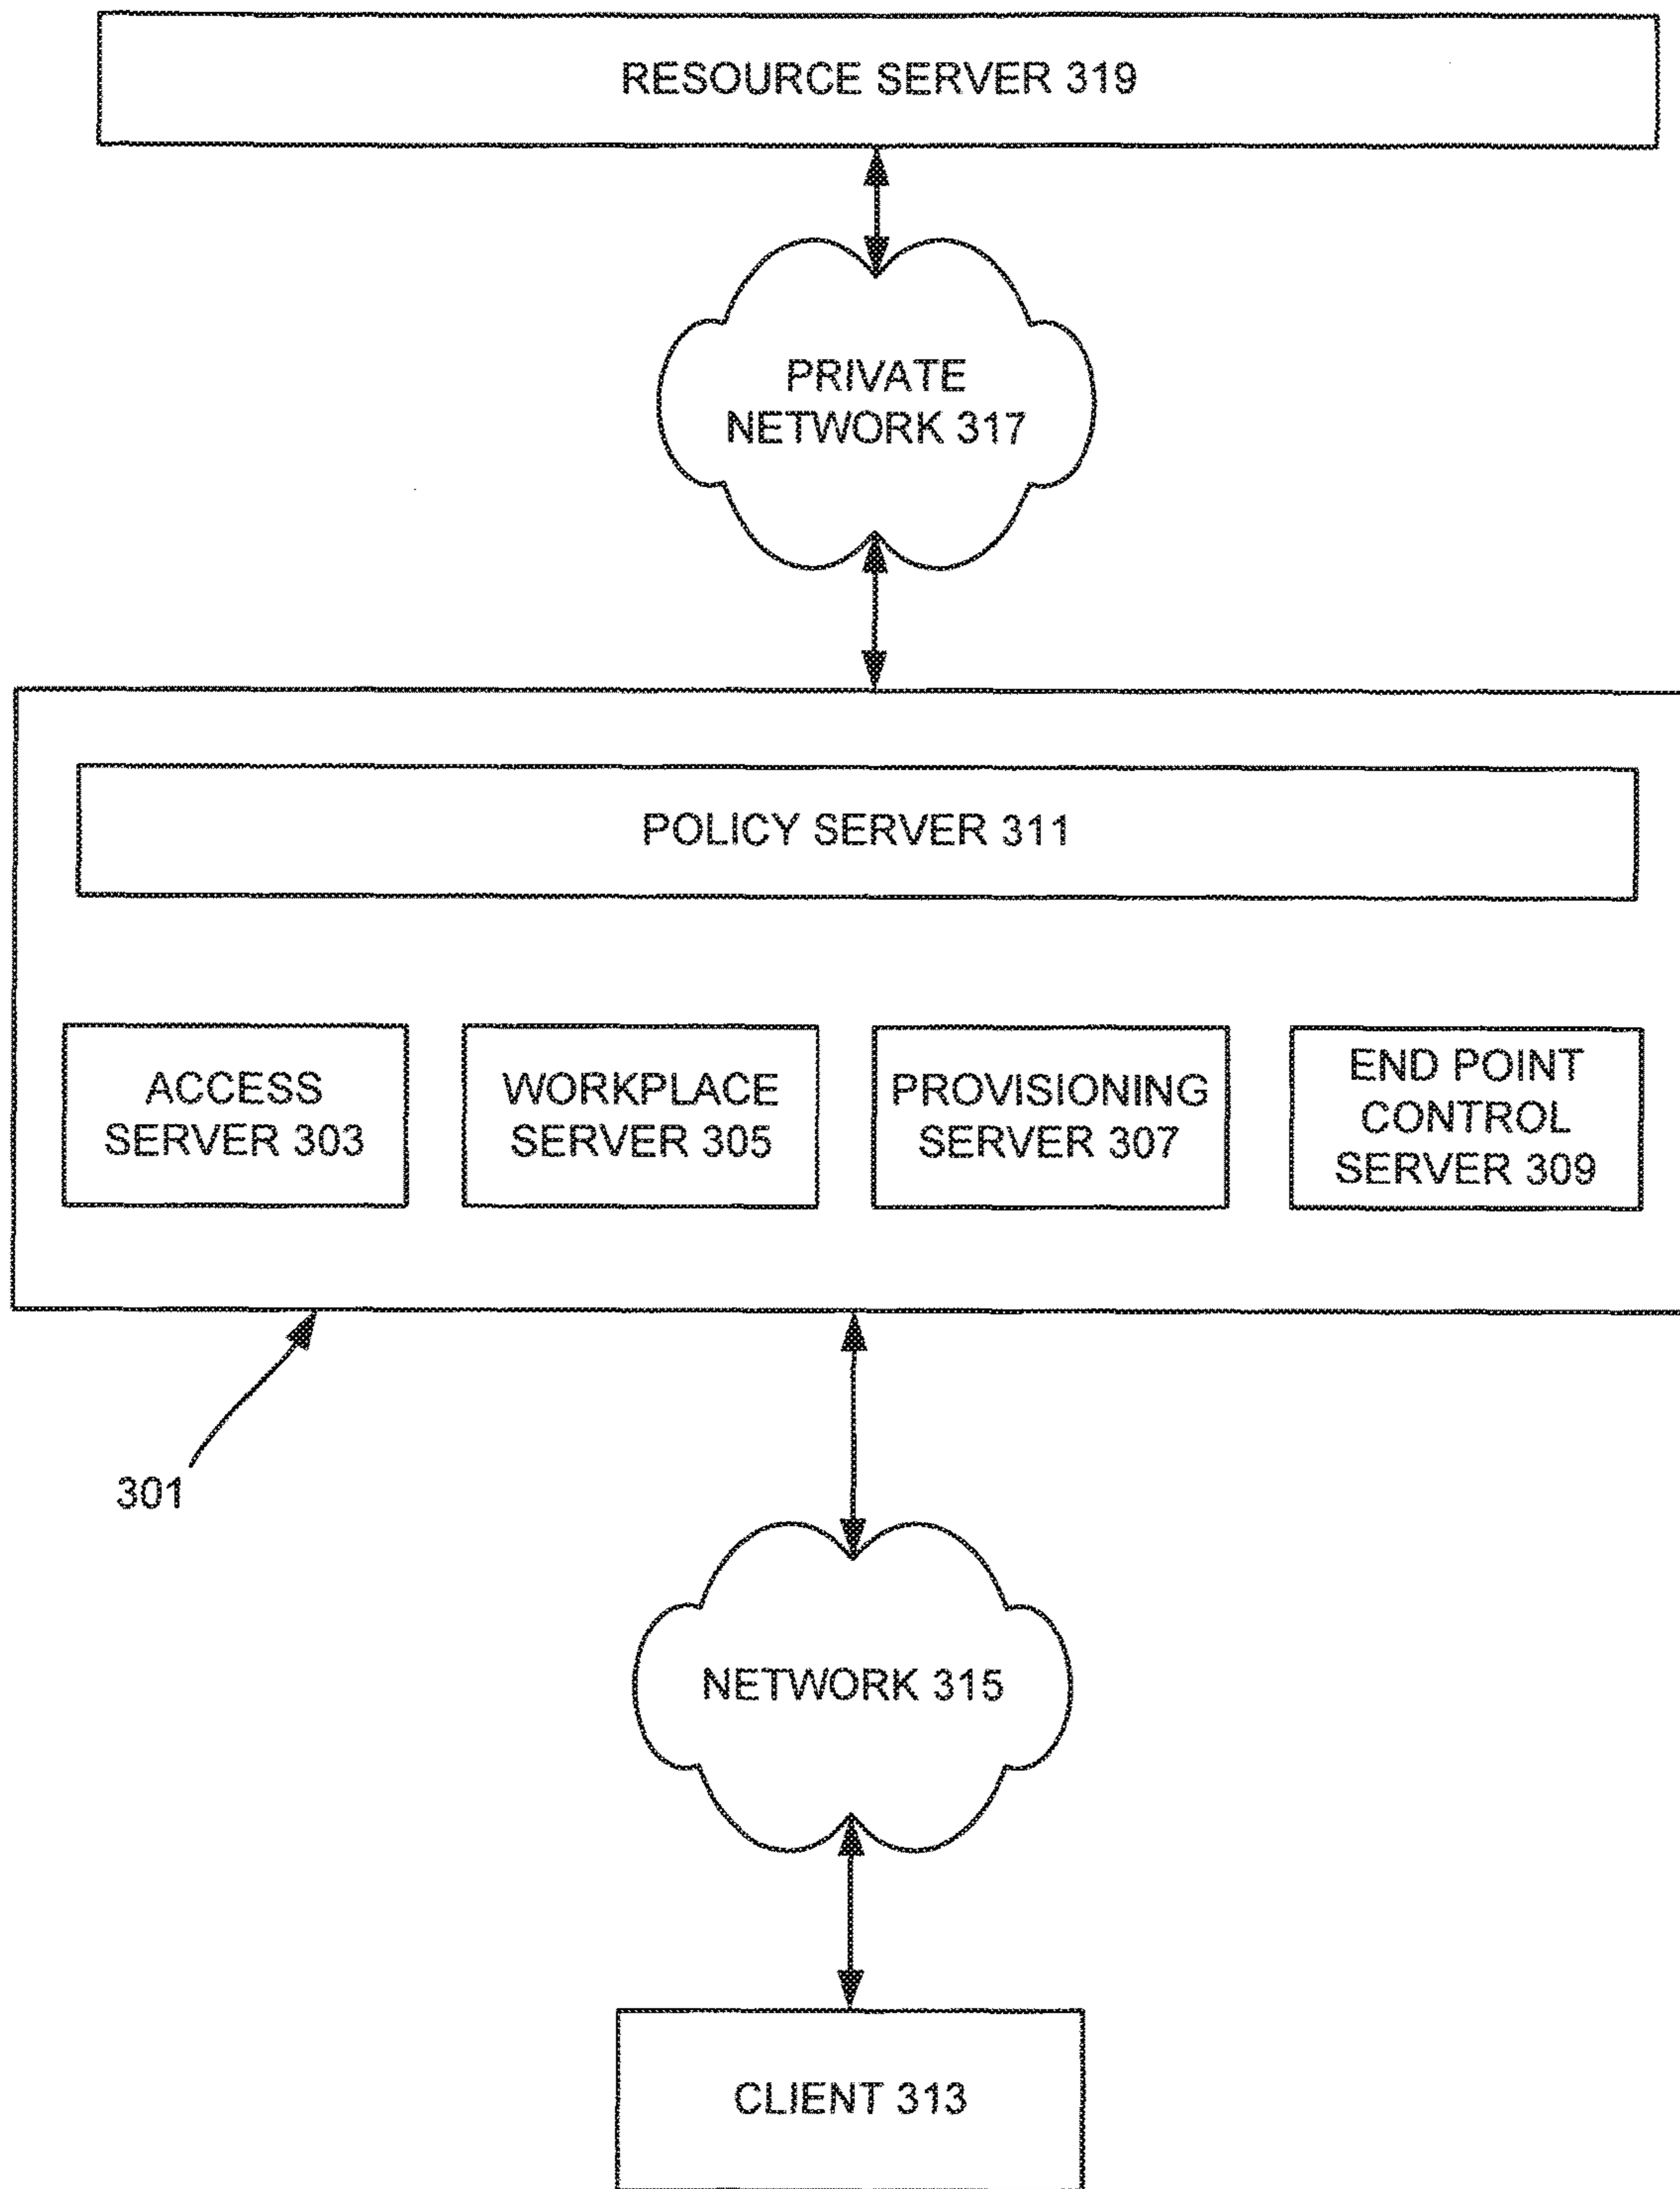 RESOURCE SERVER 319
PRIVATE
NETWORK 317
POLICY SERVER 311
ACCESS
SERVER 303
WORKPLACE
SERVER 305
PROVISIONING
SERVER 307
END POINT
CONTROL
SERVER 309
301
NETWORK 315
CLIENT 313